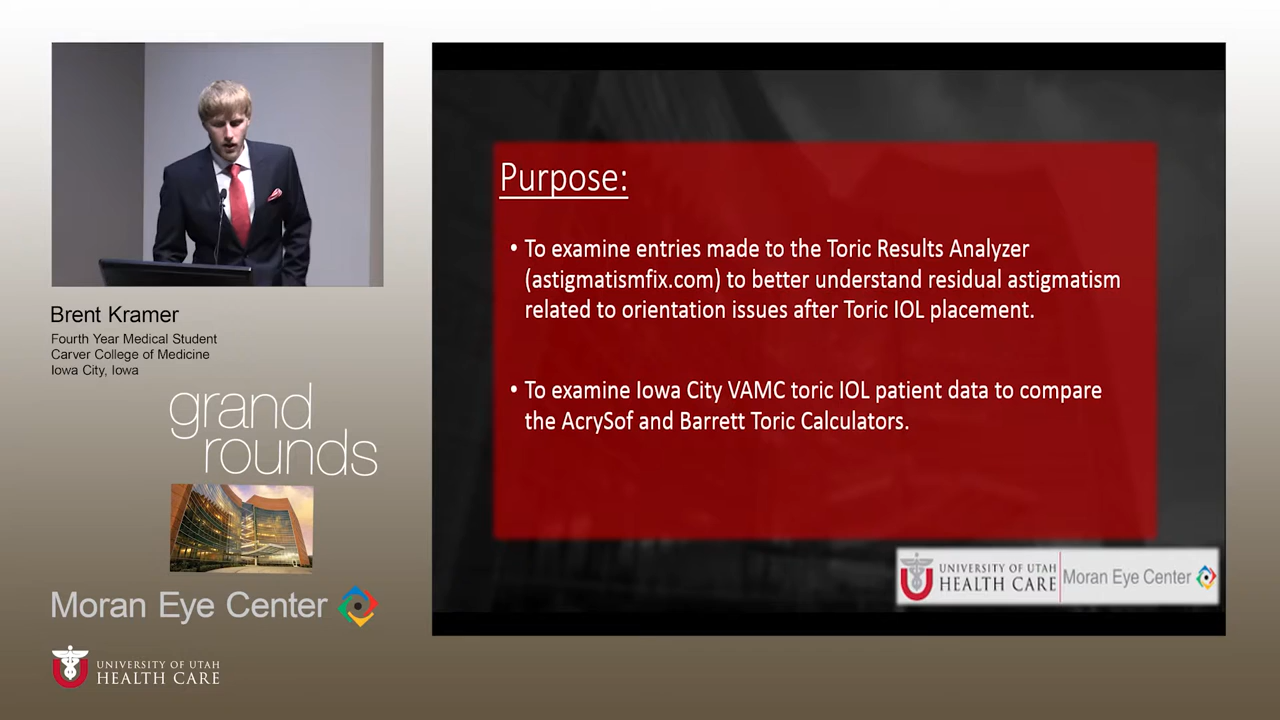 Brent Kramer
Fourth Year Medical Student
Carver College of Medicine
Iowa City, Iowa
grand
rounds
Moran Eye Center
UNIVERSITY OF UTAH
HEALTH CARE
Purpose:
• To examine entries made to the Toric Results Analyzer
(astigmatismfix.com) to better understand residual astigmatism
related to orientation issues after Toric IOL placement.
• To examine Iowa City VAMC toric IOL patient data to compare
the AcrySof and Barrett Toric Calculators.
UNIVERSITY OF UTAH
HEALTH CARE
Moran Eye Center